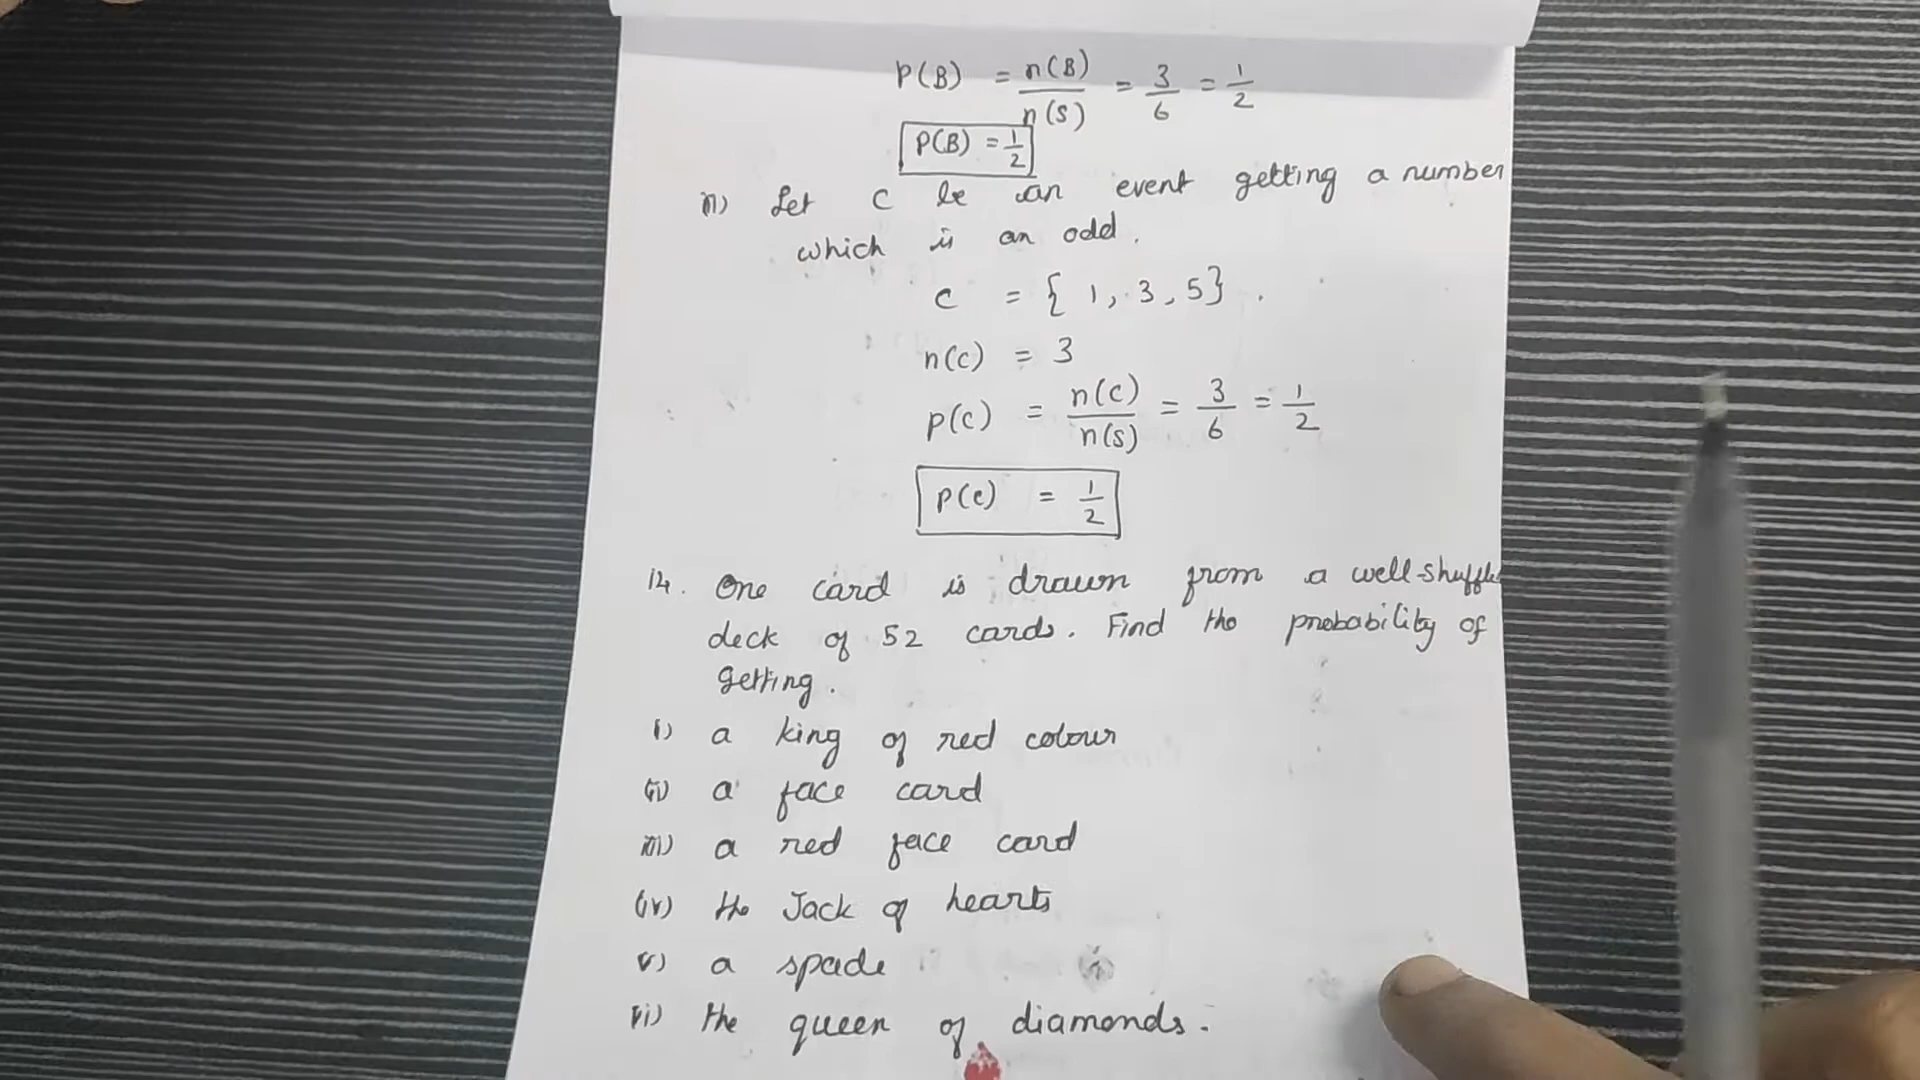 P(B) = n(B)/n(S) = 3/6 = 1/2
P(B) = 1/2
iii) Let C be an event getting a number
which is an odd.
C = { 1, 3, 5} .
n(C) = 3
P(C) = n(C)/n(S) = 3/6 = 1/2
P(C) = 1/2
14. One card is drawn from a well-shuffle
deck of 52 cards. Find the probability of
getting.
i) a king of red colour
(ii) a face card
iii) a red face card
(iv) the Jack of hearts
v) a spade
vi) the queen of diamonds.